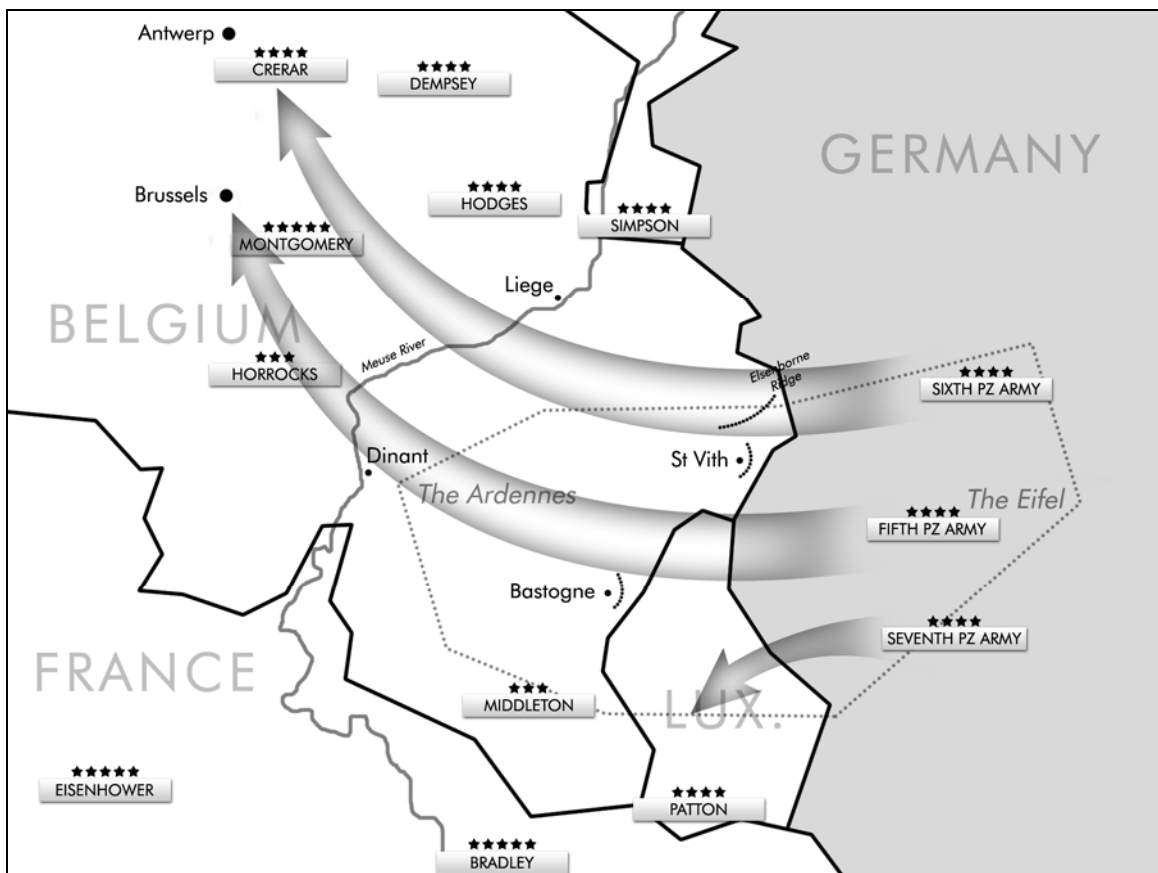 Antwerp
★★★★
CRERAR
★★★★
DEMPSEY
GERMANY
Brussels
★★★★
HODGES
★★★★
SIMPSON
★★★★★
MONTGOMERY
Liege
BELGIUM
Meuse River
★★★
HORROCKS
Elsenborne
Ridge
★★★★
SIXTH PZ ARMY
Dinant
St Vith
The Ardennes
The Eifel
★★★★
FIFTH PZ ARMY
Bastogne
★★★★
SEVENTH PZ ARMY
FRANCE
★★★
MIDDLETON
LUX.
★★★★★
EISENHOWER
★★★★
PATTON
★★★★★
BRADLEY